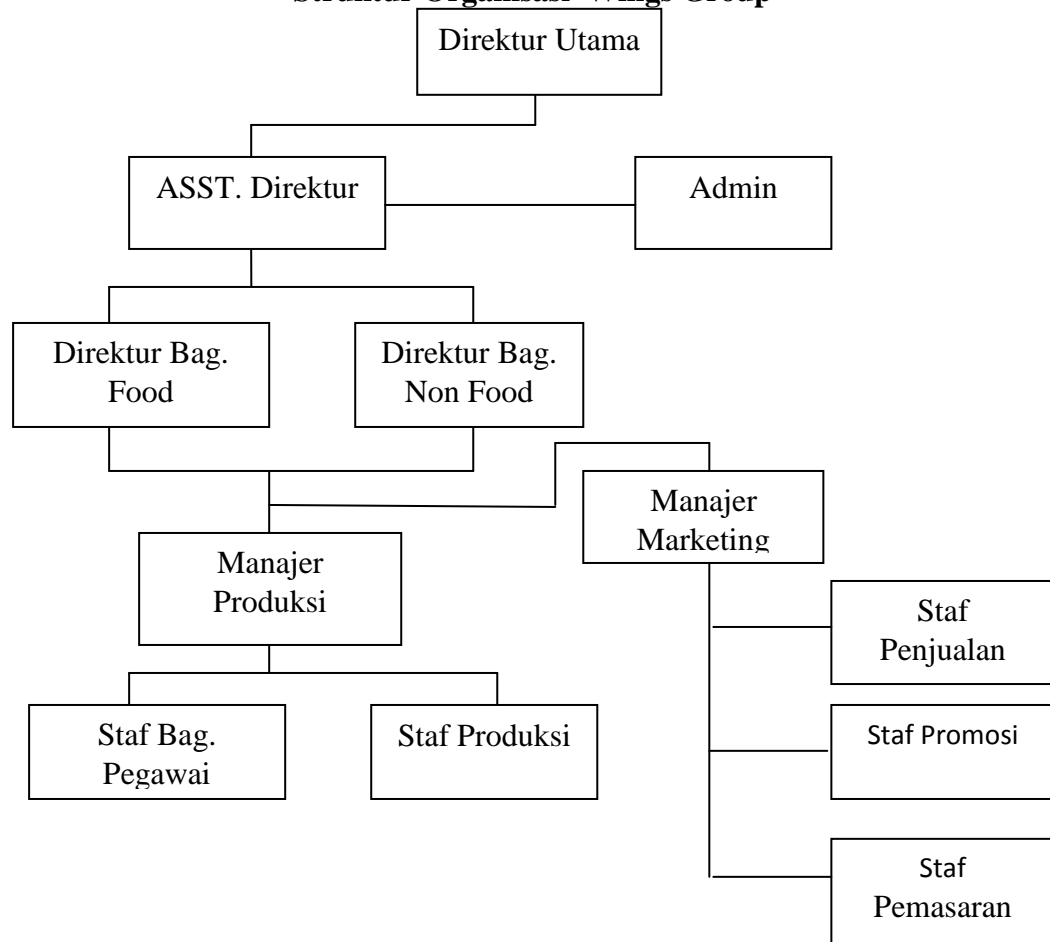 Struktur Organisasi Wings Group
Direktur Utama
ASST. Direktur
Admin
Direktur Bag.
Food
Direktur Bag.
Non Food
Manajer
Marketing
Manajer
Produksi
Staf
Penjualan
Staf Bag.
Pegawai
Staf Produksi
Staf Promosi
Staf
Pemasaran